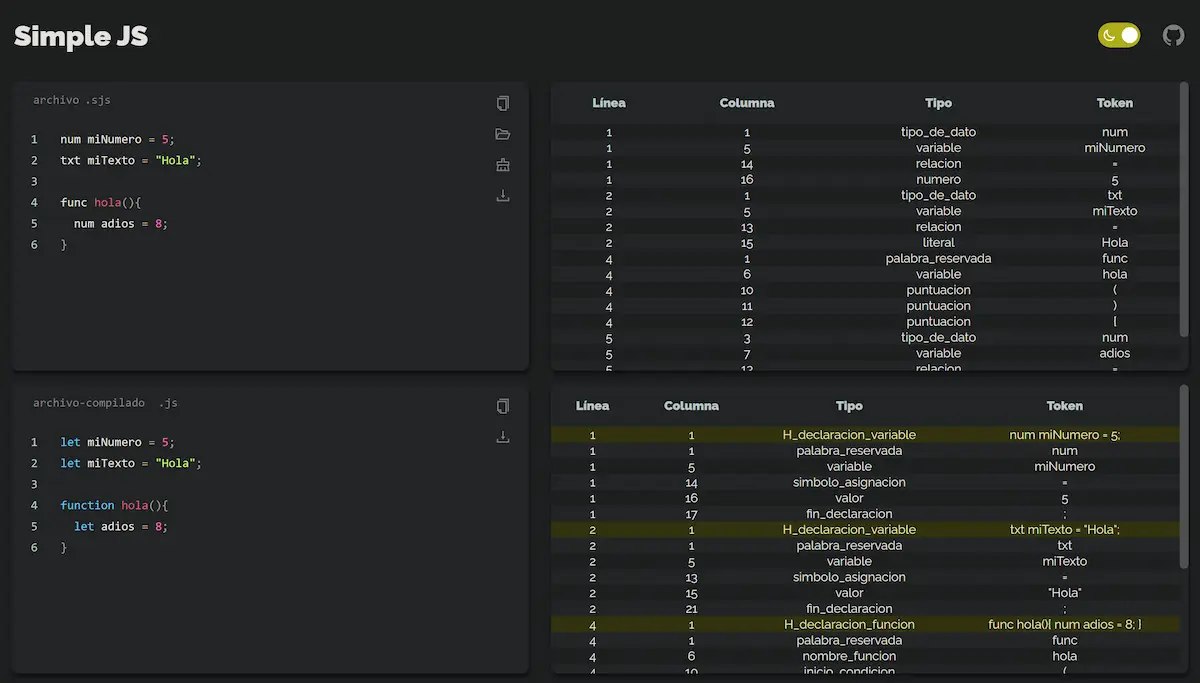 Simple JS
archivo .sjs
1 num miNumero = 5;
2 txt miTexto = "Hola";
3
4 func hola(){
5 num adios = 8;
6 }
Línea Columna Tipo Token
1 1 tipo_de_dato num
1 5 variable miNumero
1 14 relacion =
1 16 numero 5
2 1 tipo_de_dato txt
2 5 variable miTexto
2 13 relacion =
2 15 literal Hola
4 1 palabra_reservada func
4 6 variable hola
4 10 puntuacion (
4 11 puntuacion )
4 12 puntuacion {
5 3 tipo_de_dato num
5 7 variable adios
5 13 relacion =
archivo-compilado .js
1 let miNumero = 5;
2 let miTexto = "Hola";
3
4 function hola(){
5 let adios = 8;
6 }
Línea Columna Tipo Token
1 1 H_declaracion_variable num miNumero = 5;
1 1 palabra_reservada num
1 5 variable miNumero
1 14 simbolo_asignacion =
1 16 valor 5
1 17 fin_declaracion ;
2 1 H_declaracion_variable txt miTexto = "Hola";
2 1 palabra_reservada txt
2 5 variable miTexto
2 13 simbolo_asignacion =
2 15 valor "Hola"
2 21 fin_declaracion ;
4 1 H_declaracion_funcion func hola(){ num adios = 8; }
4 1 palabra_reservada func
4 6 nombre_funcion hola
4 10 inicio_condicion (